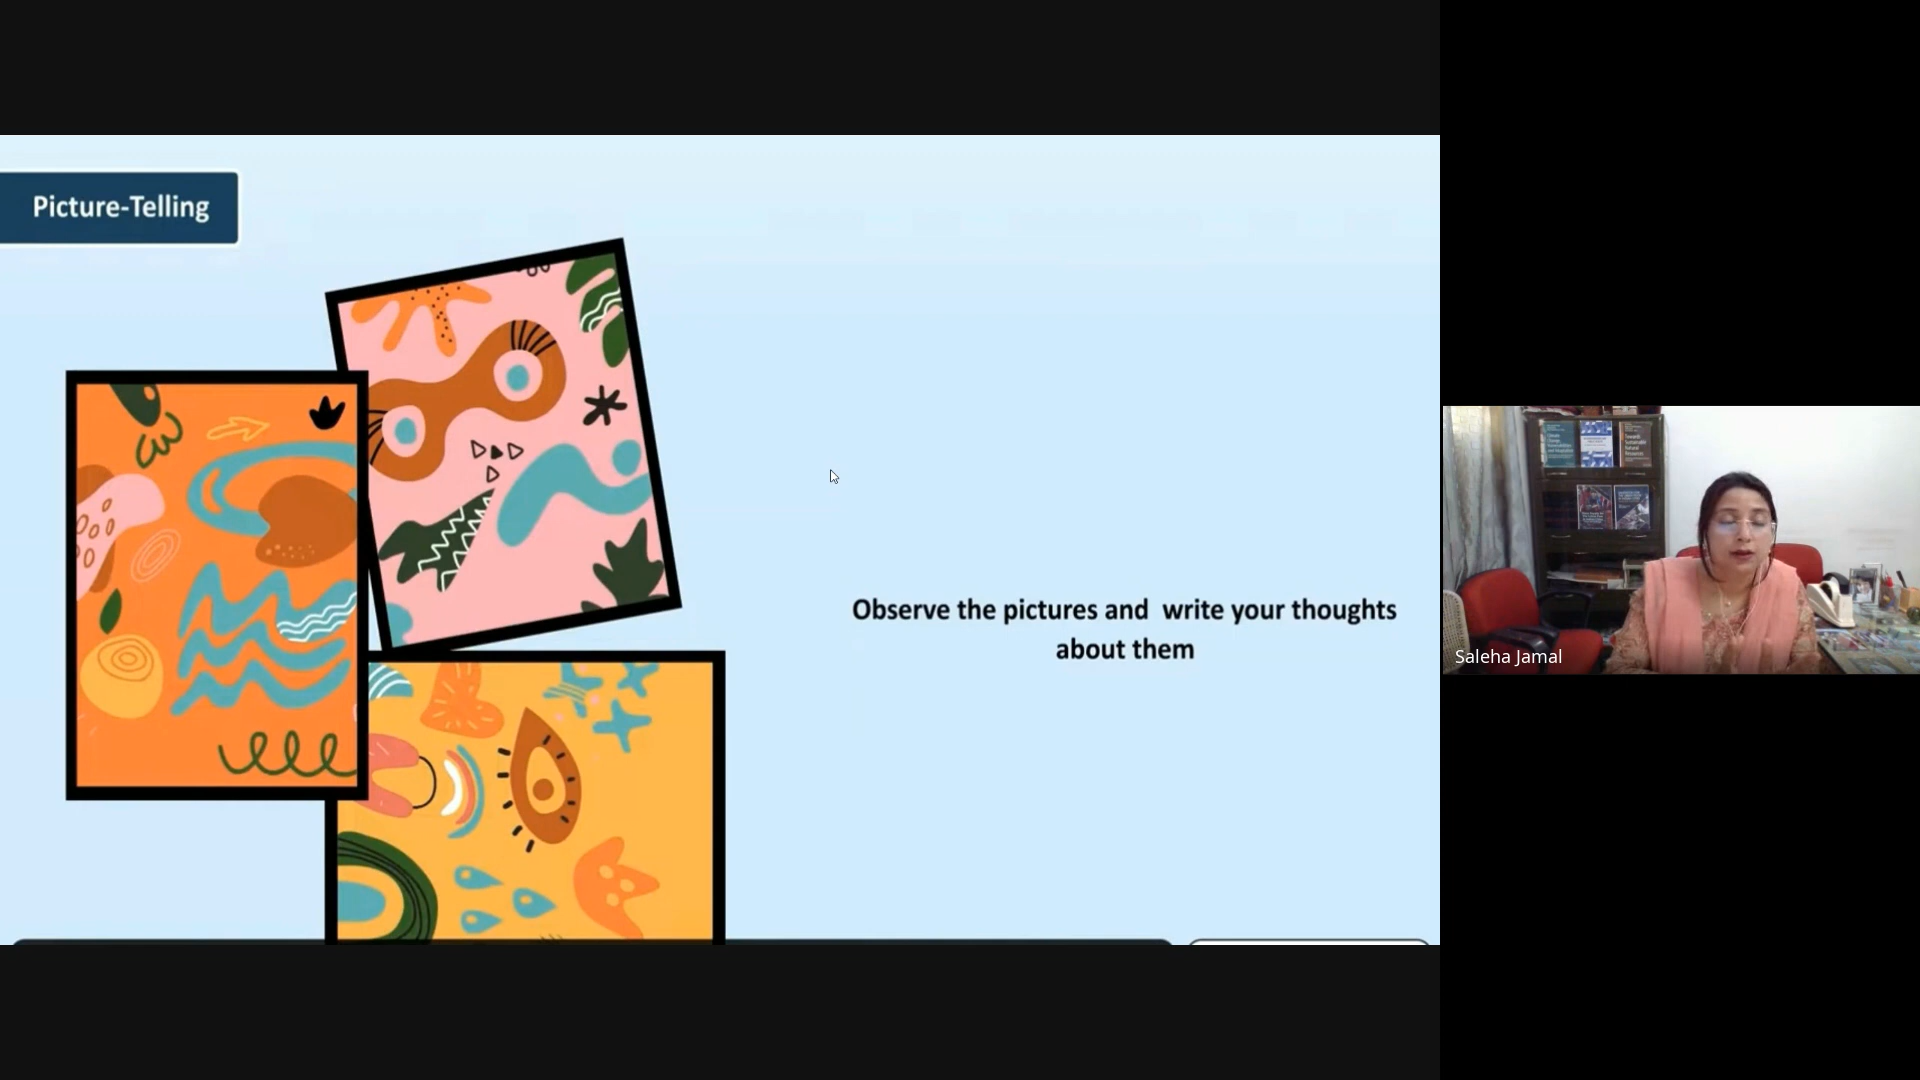 Picture-Telling
Observe the pictures and write your thoughts
about them
Saleha Jamal